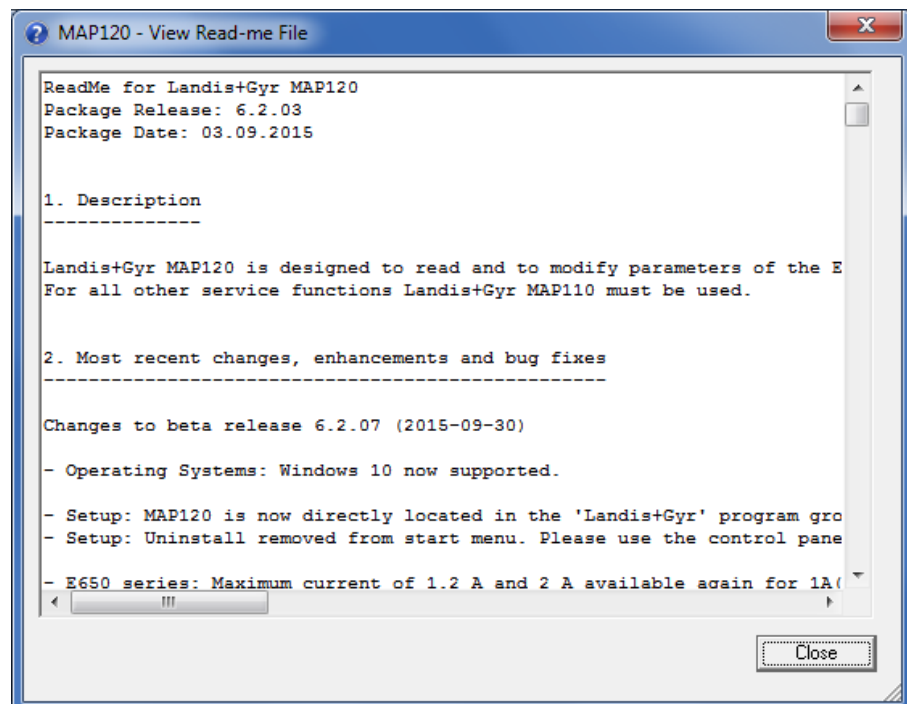 MAP120 - View Read-me File
ReadMe for Landis+Gyr MAP120
Package Release: 6.2.03
Package Date: 03.09.2015
1. Description
--------------
Landis+Gyr MAP120 is designed to read and to modify parameters of the E
For all other service functions Landis+Gyr MAP110 must be used.
2. Most recent changes, enhancements and bug fixes
--------------------------------------------------
Changes to beta release 6.2.07 (2015-09-30)
- Operating Systems: Windows 10 now supported.
- Setup: MAP120 is now directly located in the 'Landis+Gyr' program gro
- Setup: Uninstall removed from start menu. Please use the control pane
- E650 series: Maximum current of 1.2 A and 2 A available again for 1A(
Close